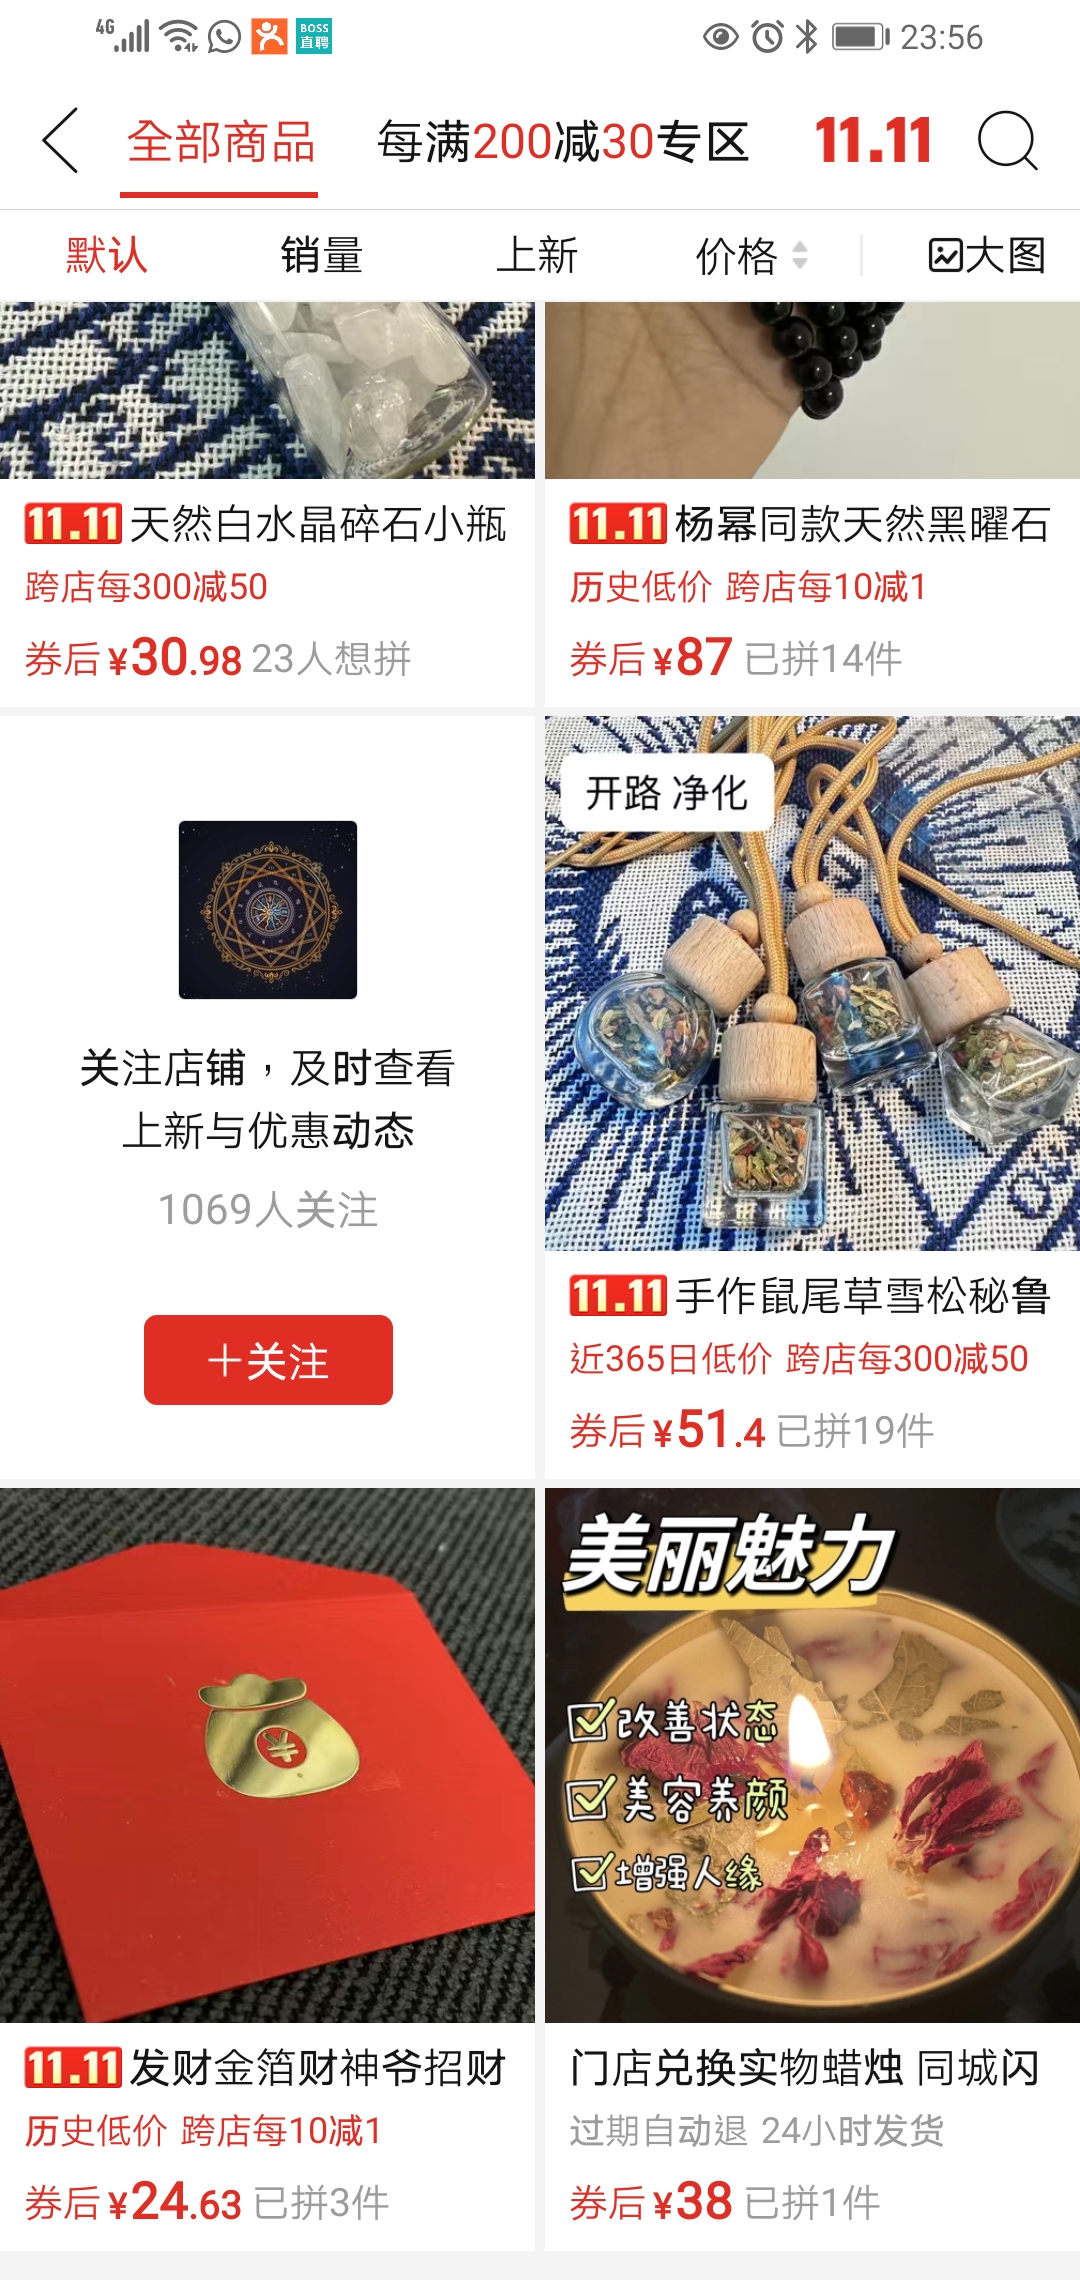 4G
BOSS
直聘
23:56
全部商品
每满200减30专区
11.11
默认
销量
上新
价格
大图
11.11天然白水晶碎石小瓶
跨店每300减50
券后¥30.98 23人想拼
11.11杨幂同款天然黑曜石
历史低价 跨店每10减1
券后¥87 已拼14件
关注店铺，及时查看
上新与优惠动态
1069人关注
+关注
开路 净化
11.11手作鼠尾草雪松秘鲁
近365日低价 跨店每300减50
券后¥51.4 已拼19件
¥
11.11发财金箔财神爷招财
历史低价 跨店每10减1
券后¥24.63 已拼3件
美丽魅力
改善状态
美容养颜
增强人缘
门店兑换实物蜡烛 同城闪
过期自动退 24小时发货
券后¥38 已拼1件